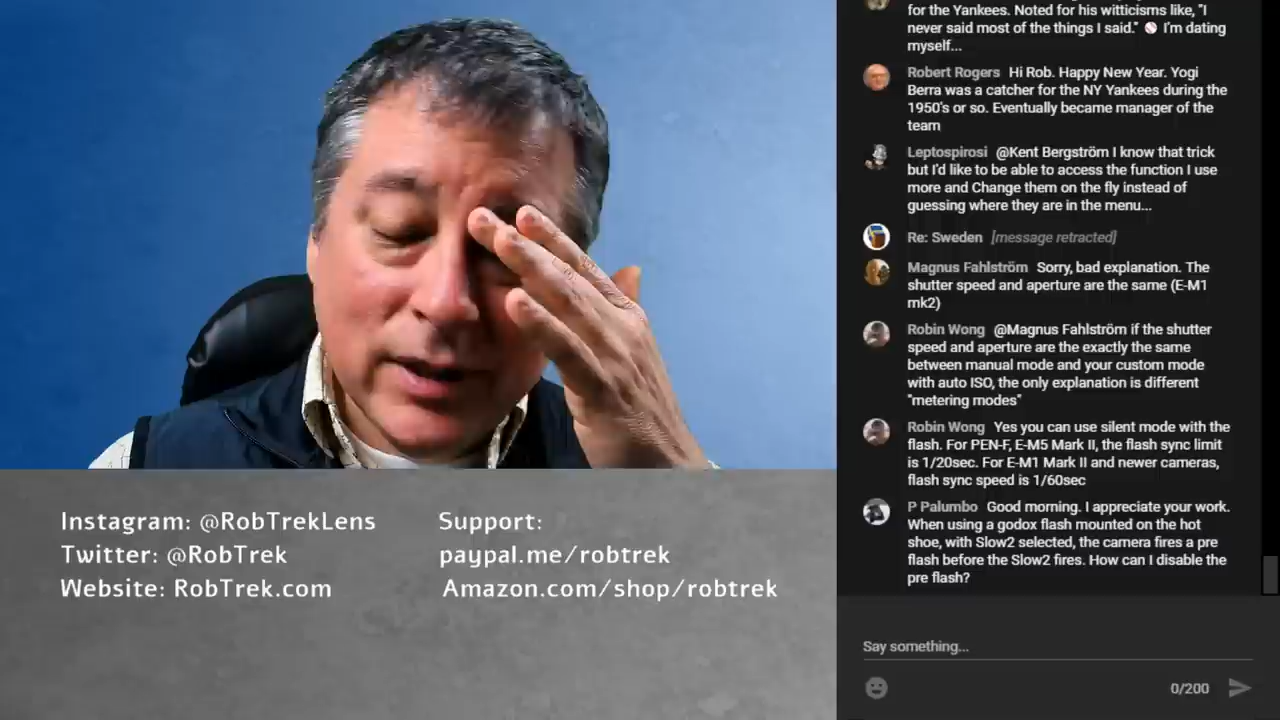 Instagram: @RobTrekLens
Twitter: @RobTrek
Website: RobTrek.com
Support:
paypal.me/robtrek
Amazon.com/shop/robtrek
for the Yankees. Noted for his witticisms like, "I
never said most of the things I said." ⚾ I'm dating
myself...
Robert Rogers Hi Rob. Happy New Year. Yogi
Berra was a catcher for the NY Yankees during the
1950's or so. Eventually became manager of the
team
Leptospirosi @Kent Bergström I know that trick
but I'd like to be able to access the function I use
more and Change them on the fly instead of
guessing where they are in the menu...
Re: Sweden [message retracted]
Magnus Fahlström Sorry, bad explanation. The
shutter speed and aperture are the same (E-M1
mk2)
Robin Wong @Magnus Fahlström if the shutter
speed and aperture are the exactly the same
between manual mode and your custom mode
with auto ISO, the only explanation is different
"metering modes"
Robin Wong Yes you can use silent mode with the
flash. For PEN-F, E-M5 Mark II, the flash sync limit
is 1/20sec. For E-M1 Mark II and newer cameras,
flash sync speed is 1/60sec
P Palumbo Good morning. I appreciate your work.
When using a godox flash mounted on the hot
shoe, with Slow2 selected, the camera fires a pre
flash before the Slow2 fires. How can I disable the
pre flash?
Say something...
0/200